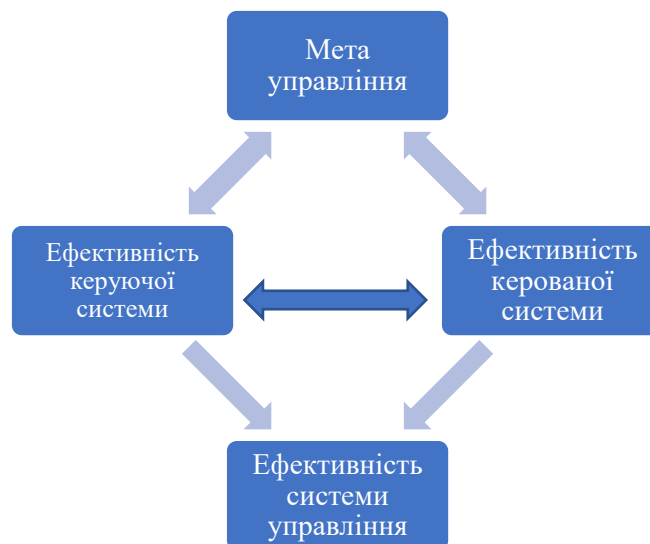 Мета
управління
Ефективність
керуючої
системи
Ефективність
керованої
системи
Ефективність
системи
управління